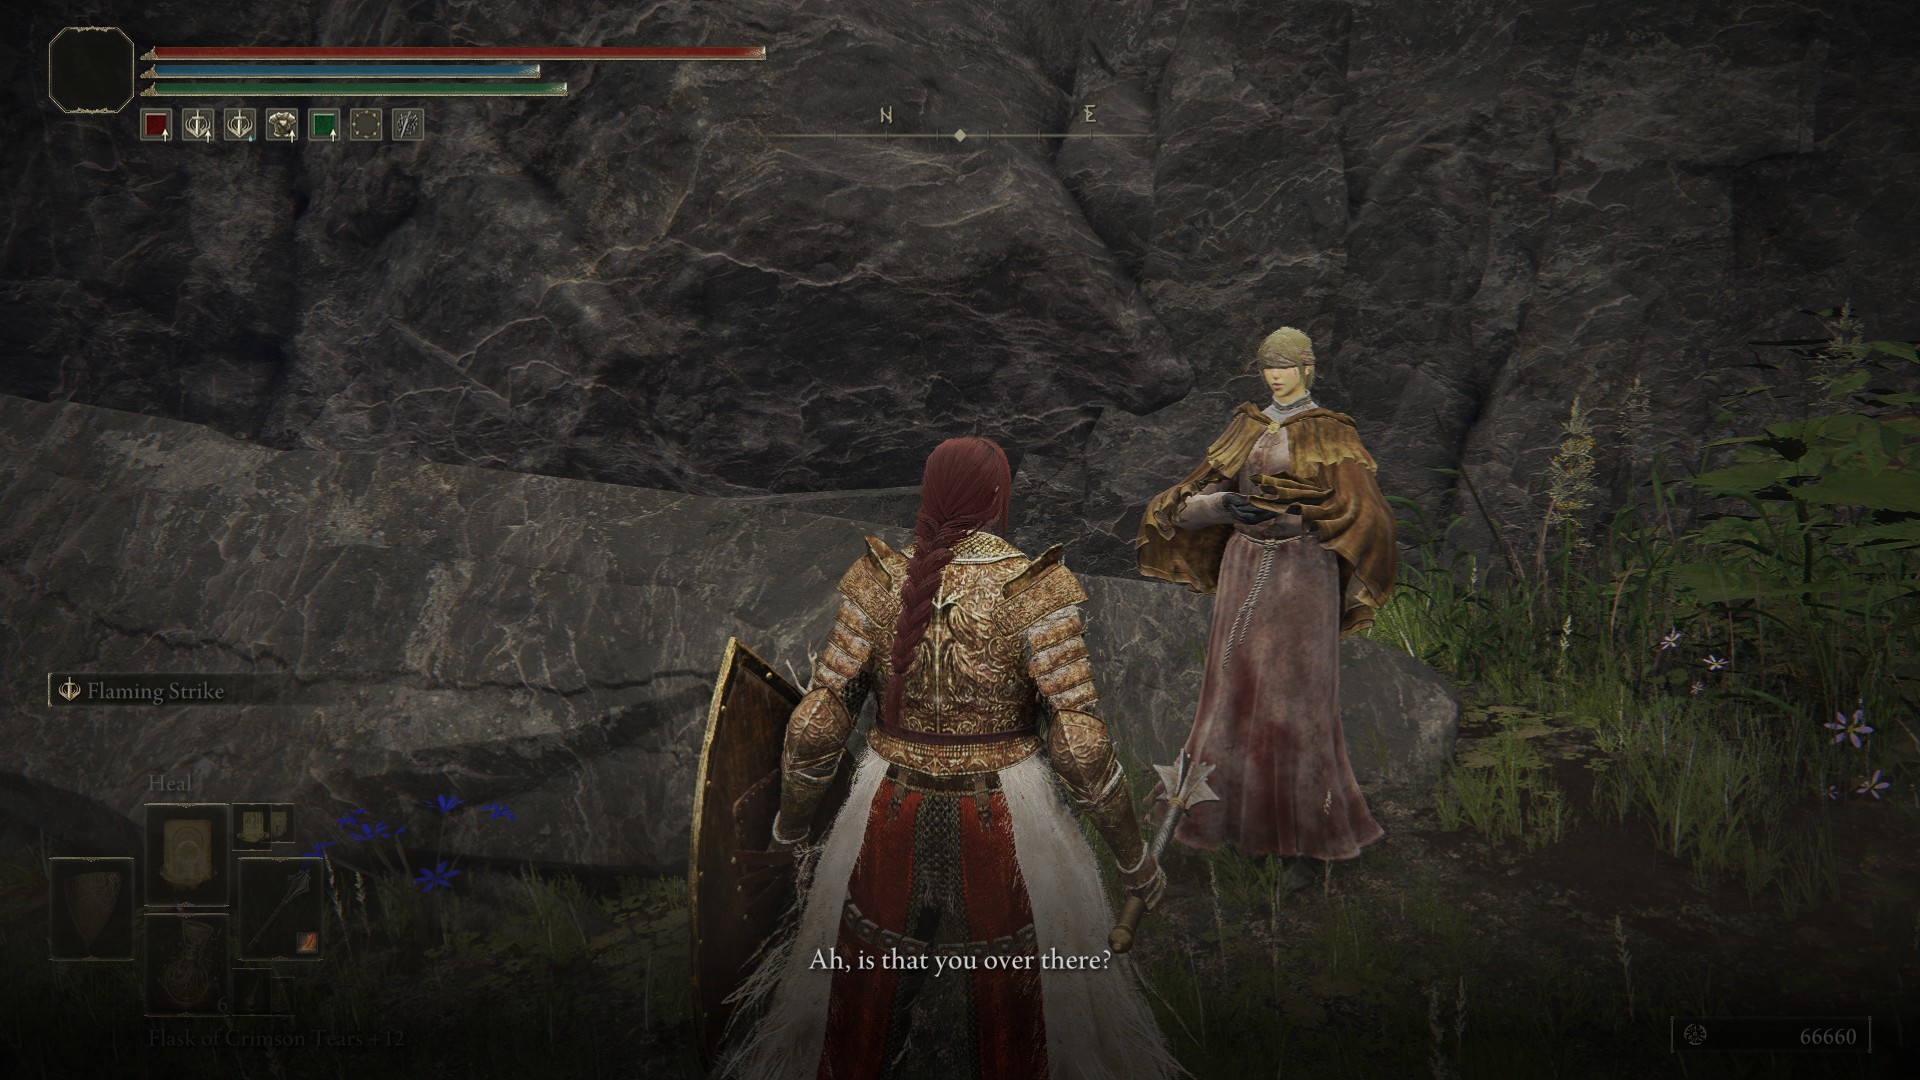 N
E
Flaming Strike
Heal
6
Flask of Crimson Tears +12
Ah, is that you over there?
66660